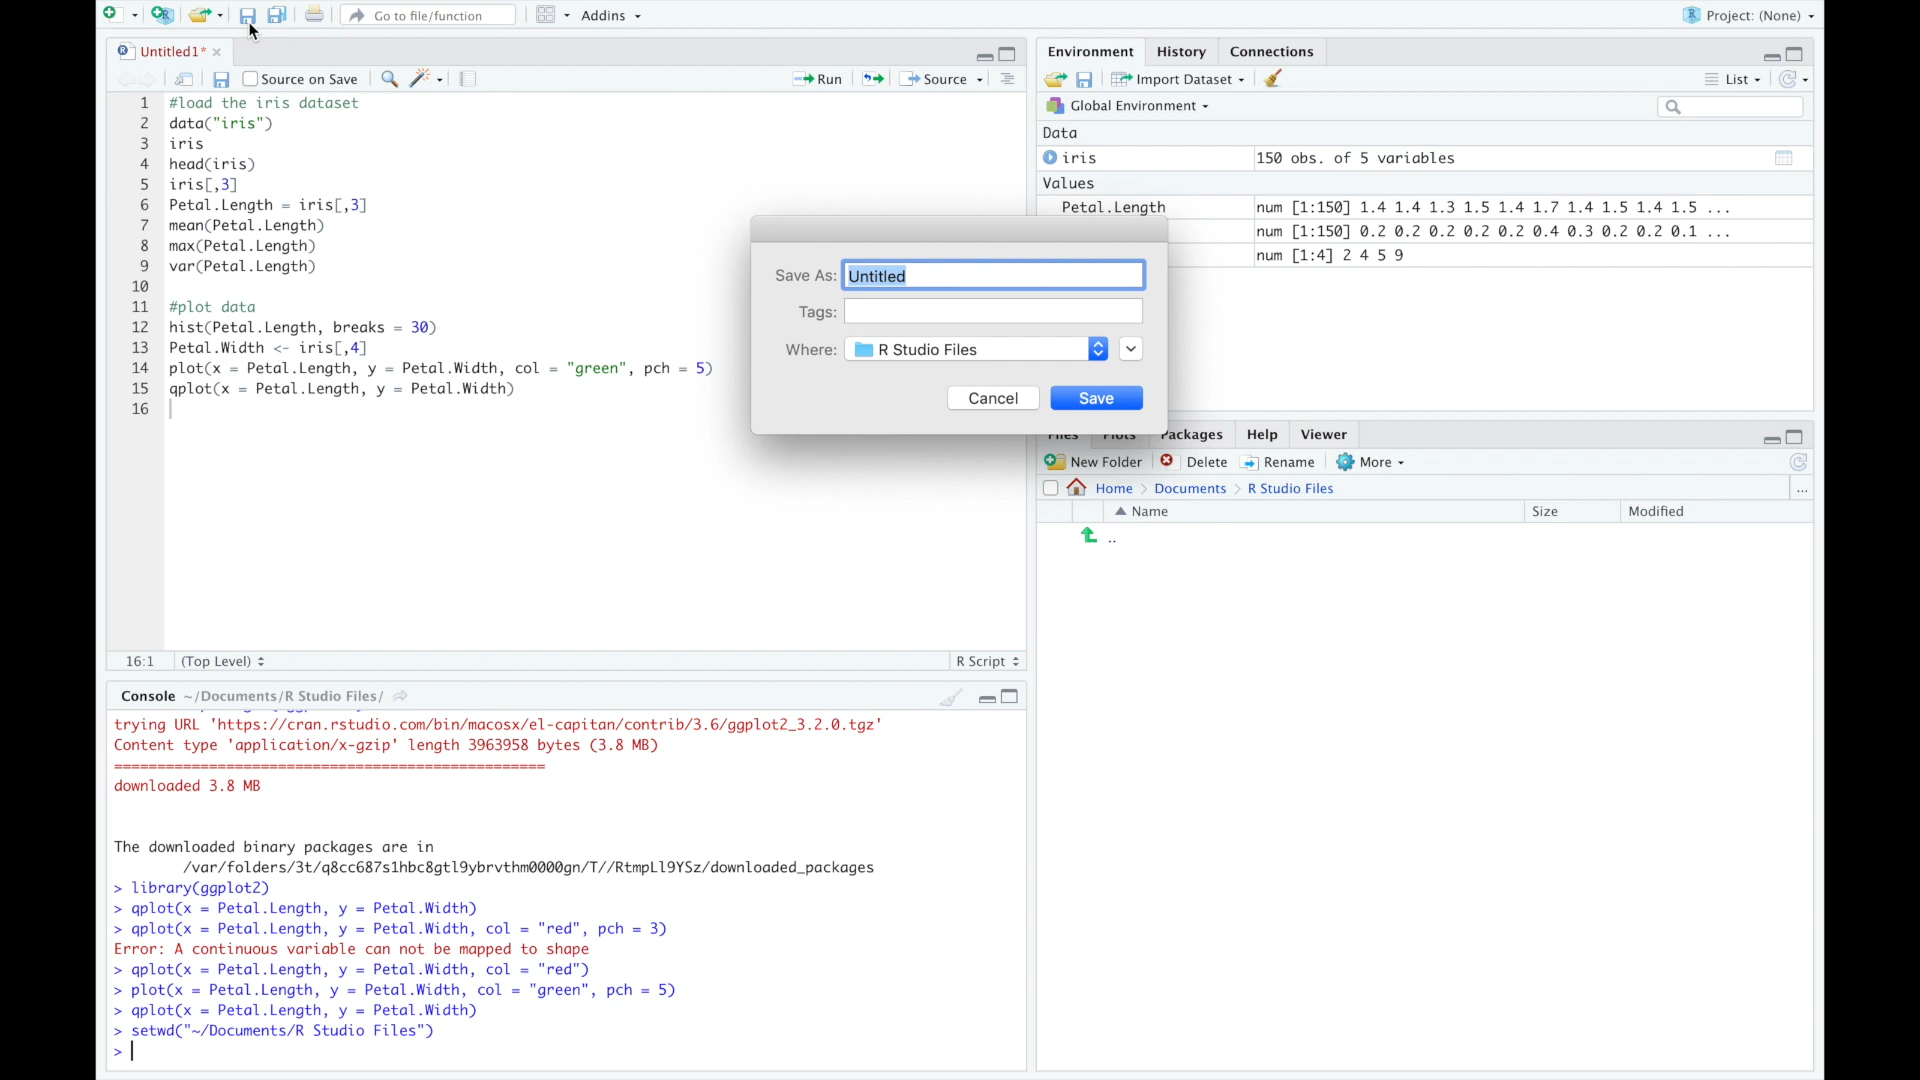 Go to file/function
Addins
Project: (None)
Untitled1*
Source on Save
Run
Source
1 #load the iris dataset
2 data("iris")
3 iris
4 head(iris)
5 iris[,3]
6 Petal.Length = iris[,3]
7 mean(Petal.Length)
8 max(Petal.Length)
9 var(Petal.Length)
10
11 #plot data
12 hist(Petal.Length, breaks = 30)
13 Petal.Width <- iris[,4]
14 plot(x = Petal.Length, y = Petal.Width, col = "green", pch = 5)
15 qplot(x = Petal.Length, y = Petal.Width)
16
16:1 (Top Level) R Script
Save As: Untitled
Tags:
Where: R Studio Files
Cancel Save
Environment History Connections
Import Dataset List
Global Environment
Data
iris 150 obs. of 5 variables
Values
Petal.Length num [1:150] 1.4 1.4 1.3 1.5 1.4 1.7 1.4 1.5 1.4 1.5 ...
num [1:150] 0.2 0.2 0.2 0.2 0.2 0.4 0.3 0.2 0.2 0.1 ...
num [1:4] 2 4 5 9
Files Plots Packages Help Viewer
New Folder Delete Rename More
Home Documents R Studio Files ...
Name Size Modified
..
Console ~/Documents/R Studio Files/
trying URL 'https://cran.rstudio.com/bin/macosx/el-capitan/contrib/3.6/ggplot2_3.2.0.tgz'
Content type 'application/x-gzip' length 3963958 bytes (3.8 MB)
==================================================
downloaded 3.8 MB
The downloaded binary packages are in
/var/folders/3t/q8cc687s1hbc8gtl9ybrvthm0000gn/T//RtmpLl9YSz/downloaded_packages
> library(ggplot2)
> qplot(x = Petal.Length, y = Petal.Width)
> qplot(x = Petal.Length, y = Petal.Width, col = "red", pch = 3)
Error: A continuous variable can not be mapped to shape
> qplot(x = Petal.Length, y = Petal.Width, col = "red")
> plot(x = Petal.Length, y = Petal.Width, col = "green", pch = 5)
> qplot(x = Petal.Length, y = Petal.Width)
> setwd("~/Documents/R Studio Files")
>